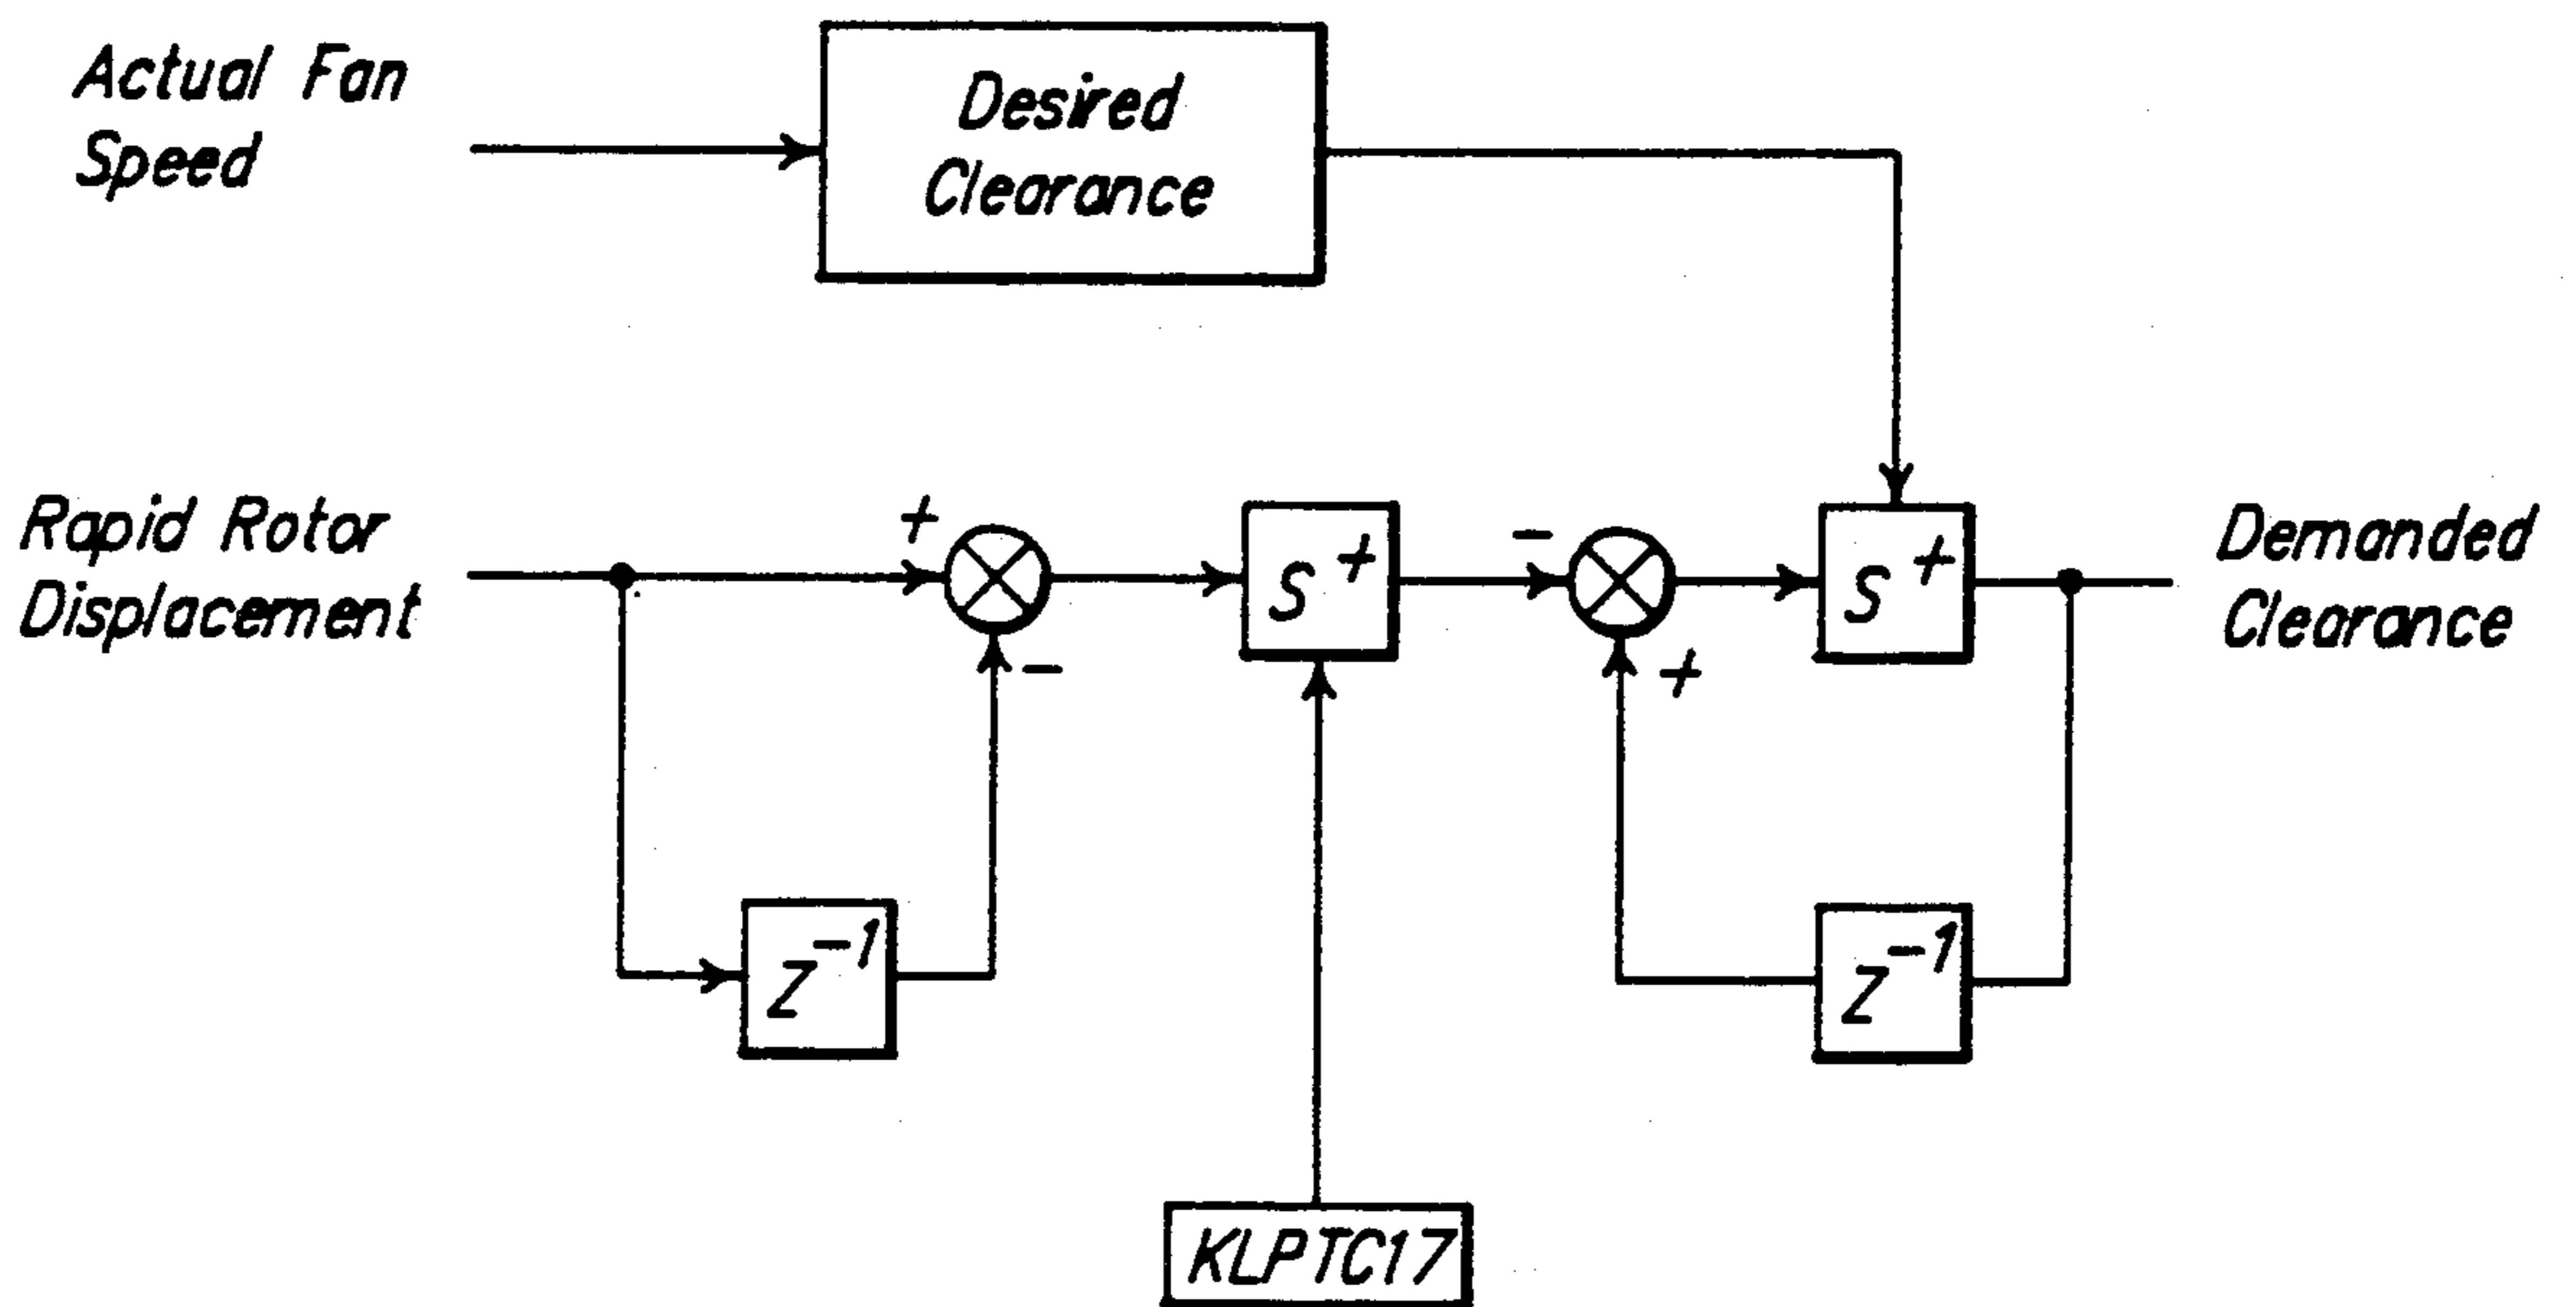 Actual Fan
Speed
Desired
Clearance
Rapid Rotor
Displacement
+
-
S+
-
+
S+
Demanded
Clearance
Z-1
Z-1
KLPTC17